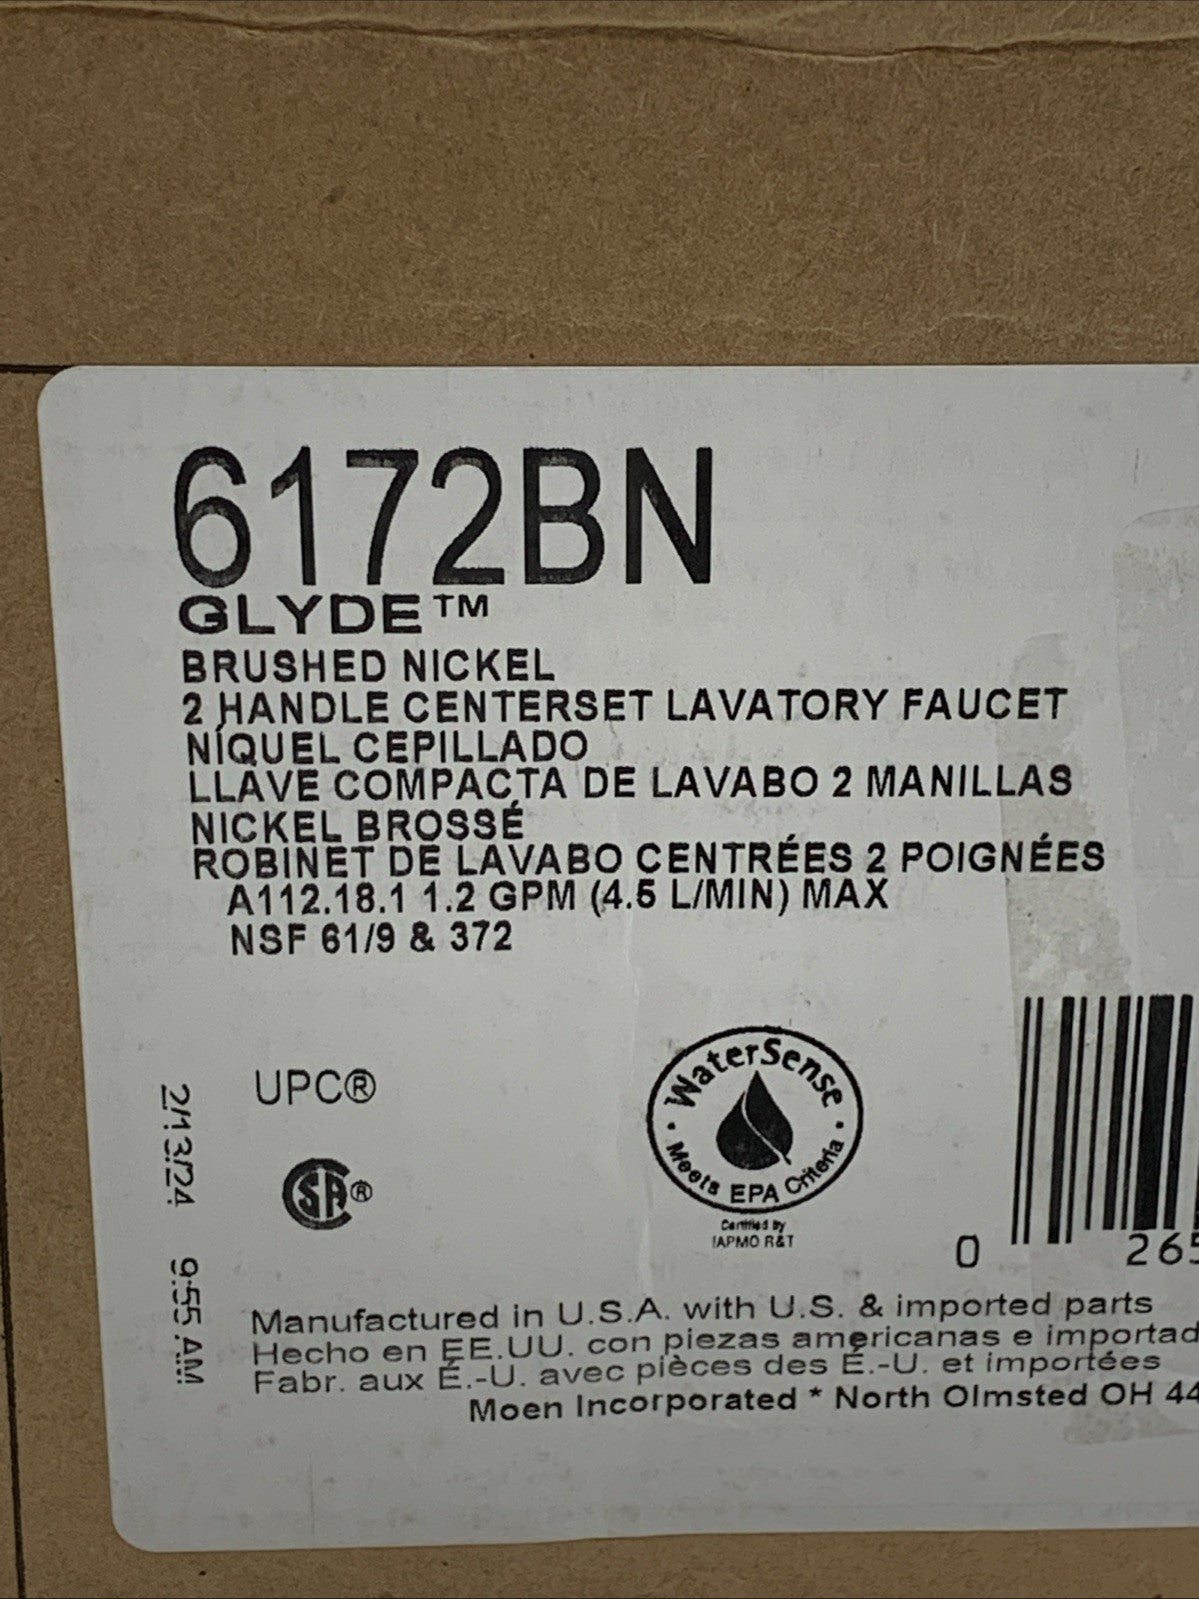 6172BN
GLYDE™
BRUSHED NICKEL
2 HANDLE CENTERSET LAVATORY FAUCET
NÍQUEL CEPILLADO
LLAVE COMPACTA DE LAVABO 2 MANILLAS
NICKEL BROSSÉ
ROBINET DE LAVABO CENTRÉES 2 POIGNÉES
A112.18.1 1.2 GPM (4.5 L/MIN) MAX
NSF 61/9 & 372
UPC®
SA®
WaterSense
Meets EPA Criteria
Certified by
IAPMO R&T
2/13/24 9:55 AM
0 265
Manufactured in U.S.A. with U.S. & imported parts
Hecho en EE.UU. con piezas americanas e importad
Fabr. aux É.-U. avec pièces des É.-U. et importées
Moen Incorporated * North Olmsted OH 44